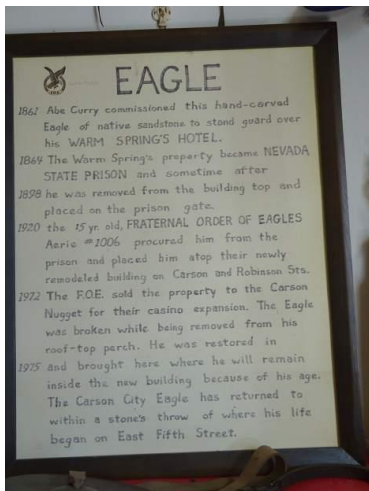 EAGLE
1861 Abe Curry commissioned this hand-carved
Eagle of native sandstone to stand guard over
his WARM SPRING'S HOTEL.
1864 The Warm Spring's property became NEVADA
STATE PRISON and sometime after
1898 he was removed from the building top and
placed on the prison gate.
1920 the 15 yr. old, FRATERNAL ORDER OF EAGLES
Aerie #1006 procured him from the
prison and placed him atop their newly
remodeled building on Carson and Robinson Sts.
1972 The F.O.E. sold the property to the Carson
Nugget for their casino expansion. The Eagle
was broken while being removed from his
roof-top perch. He was restored in
1975 and brought here where he will remain
inside the new building because of his age.
The Carson City Eagle has returned to
within a stone's throw of where his life
began on East Fifth Street.